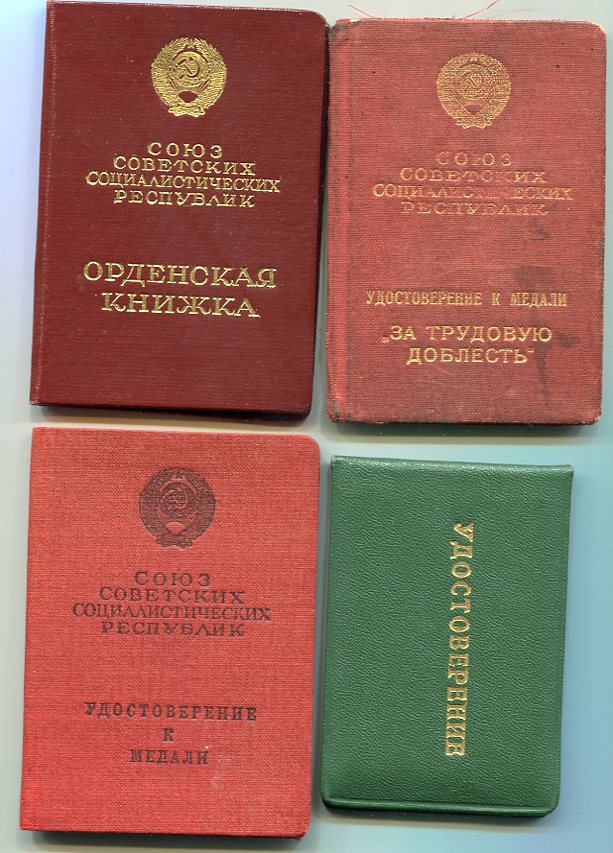 СОЮЗ
СОВЕТСКИХ
СОЦИАЛИСТИЧЕСКИХ
РЕСПУБЛИК
ОРДЕНСКАЯ
КНИЖКА
СОЮЗ
СОВЕТСКИХ
СОЦИАЛИСТИЧЕСКИХ
РЕСПУБЛИК
УДОСТОВЕРЕНИЕ К МЕДАЛИ
„ЗА ТРУДОВУЮ
ДОБЛЕСТЬ“
СОЮЗ
СОВЕТСКИХ
СОЦИАЛИСТИЧЕСКИХ
РЕСПУБЛИК
УДОСТОВЕРЕНИЕ
К
МЕДАЛИ
УДОСТОВЕРЕНИЕ